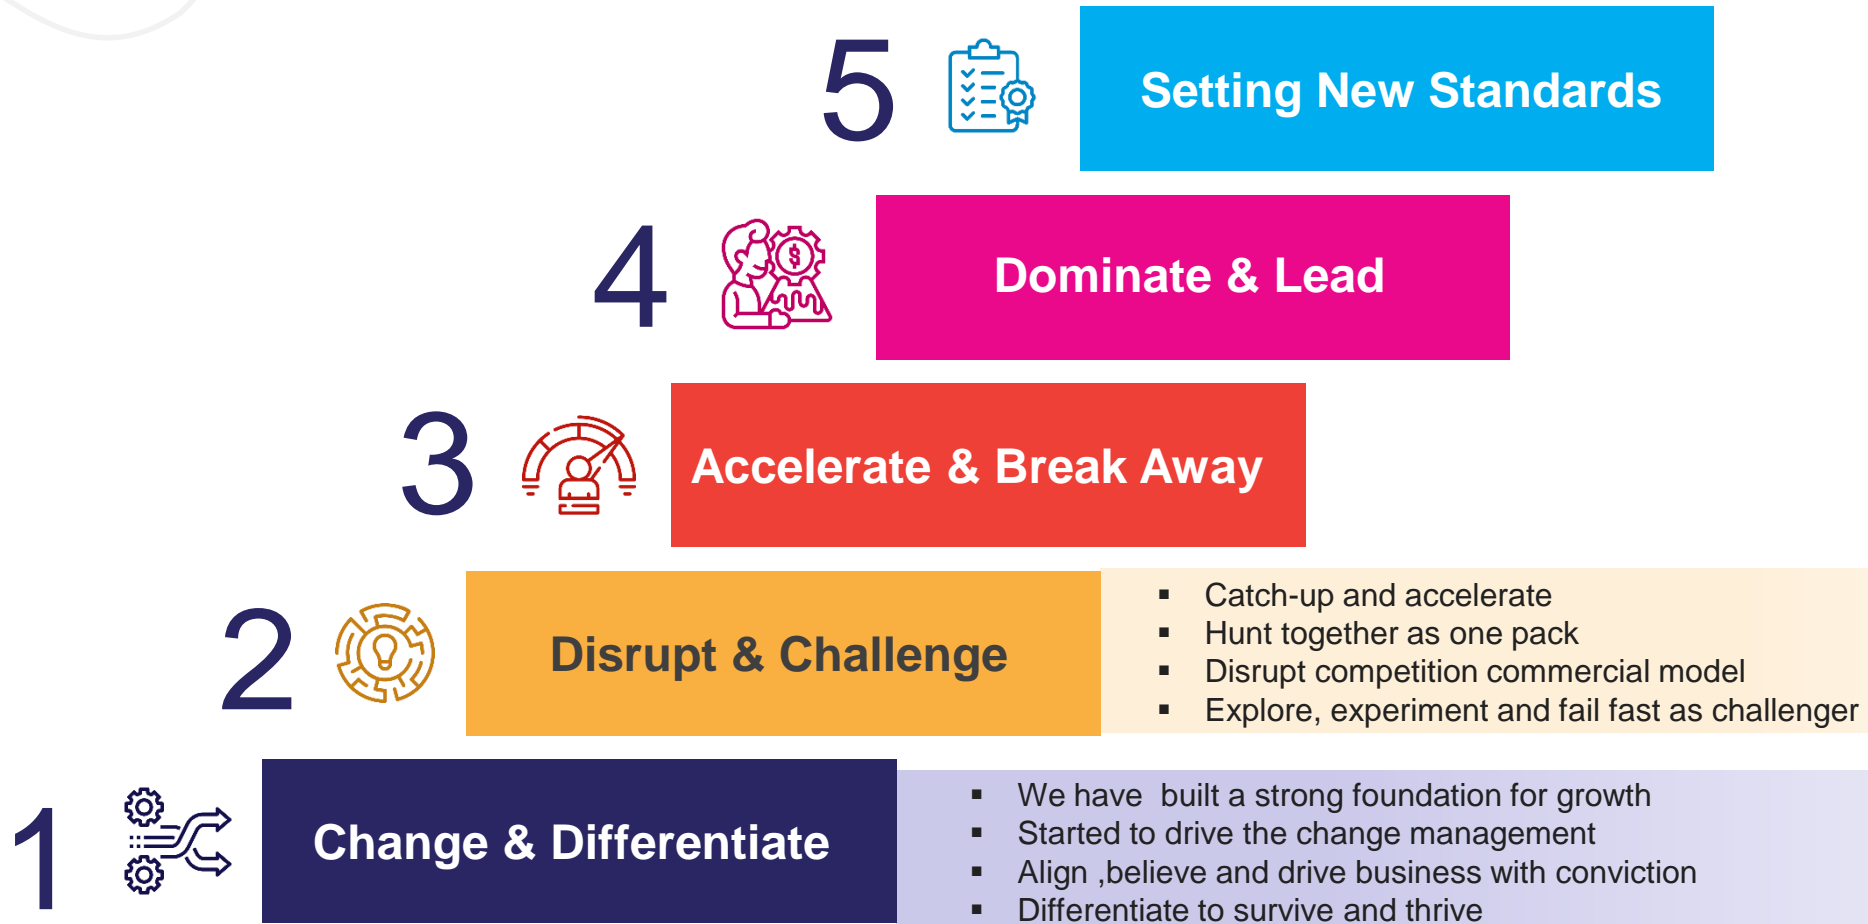 5
Setting New Standards
4
$
Dominate & Lead
3
Accelerate & Break Away
2
Disrupt & Challenge
▪ Catch-up and accelerate
▪ Hunt together as one pack
▪ Disrupt competition commercial model
▪ Explore, experiment and fail fast as challenger
1
Change & Differentiate
▪ We have  built a strong foundation for growth
▪ Started to drive the change management
▪ Align ,believe and drive business with conviction
▪ Differentiate to survive and thrive